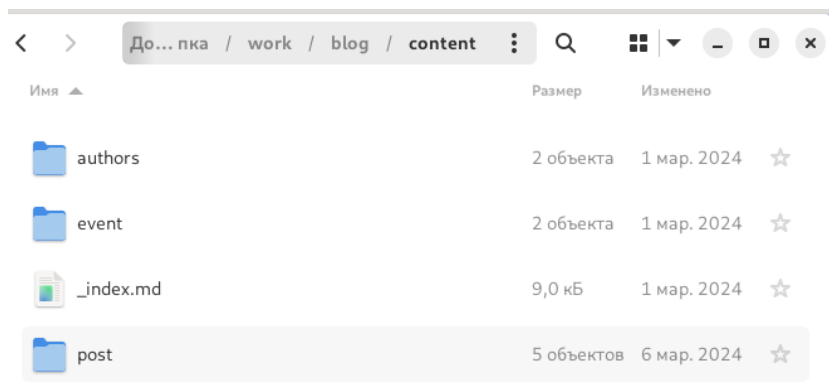 До... пка / work / blog / content
Имя Размер Изменено
authors 2 объекта 1 мар. 2024
event 2 объекта 1 мар. 2024
_index.md 9,0 кБ 1 мар. 2024
post 5 объектов 6 мар. 2024